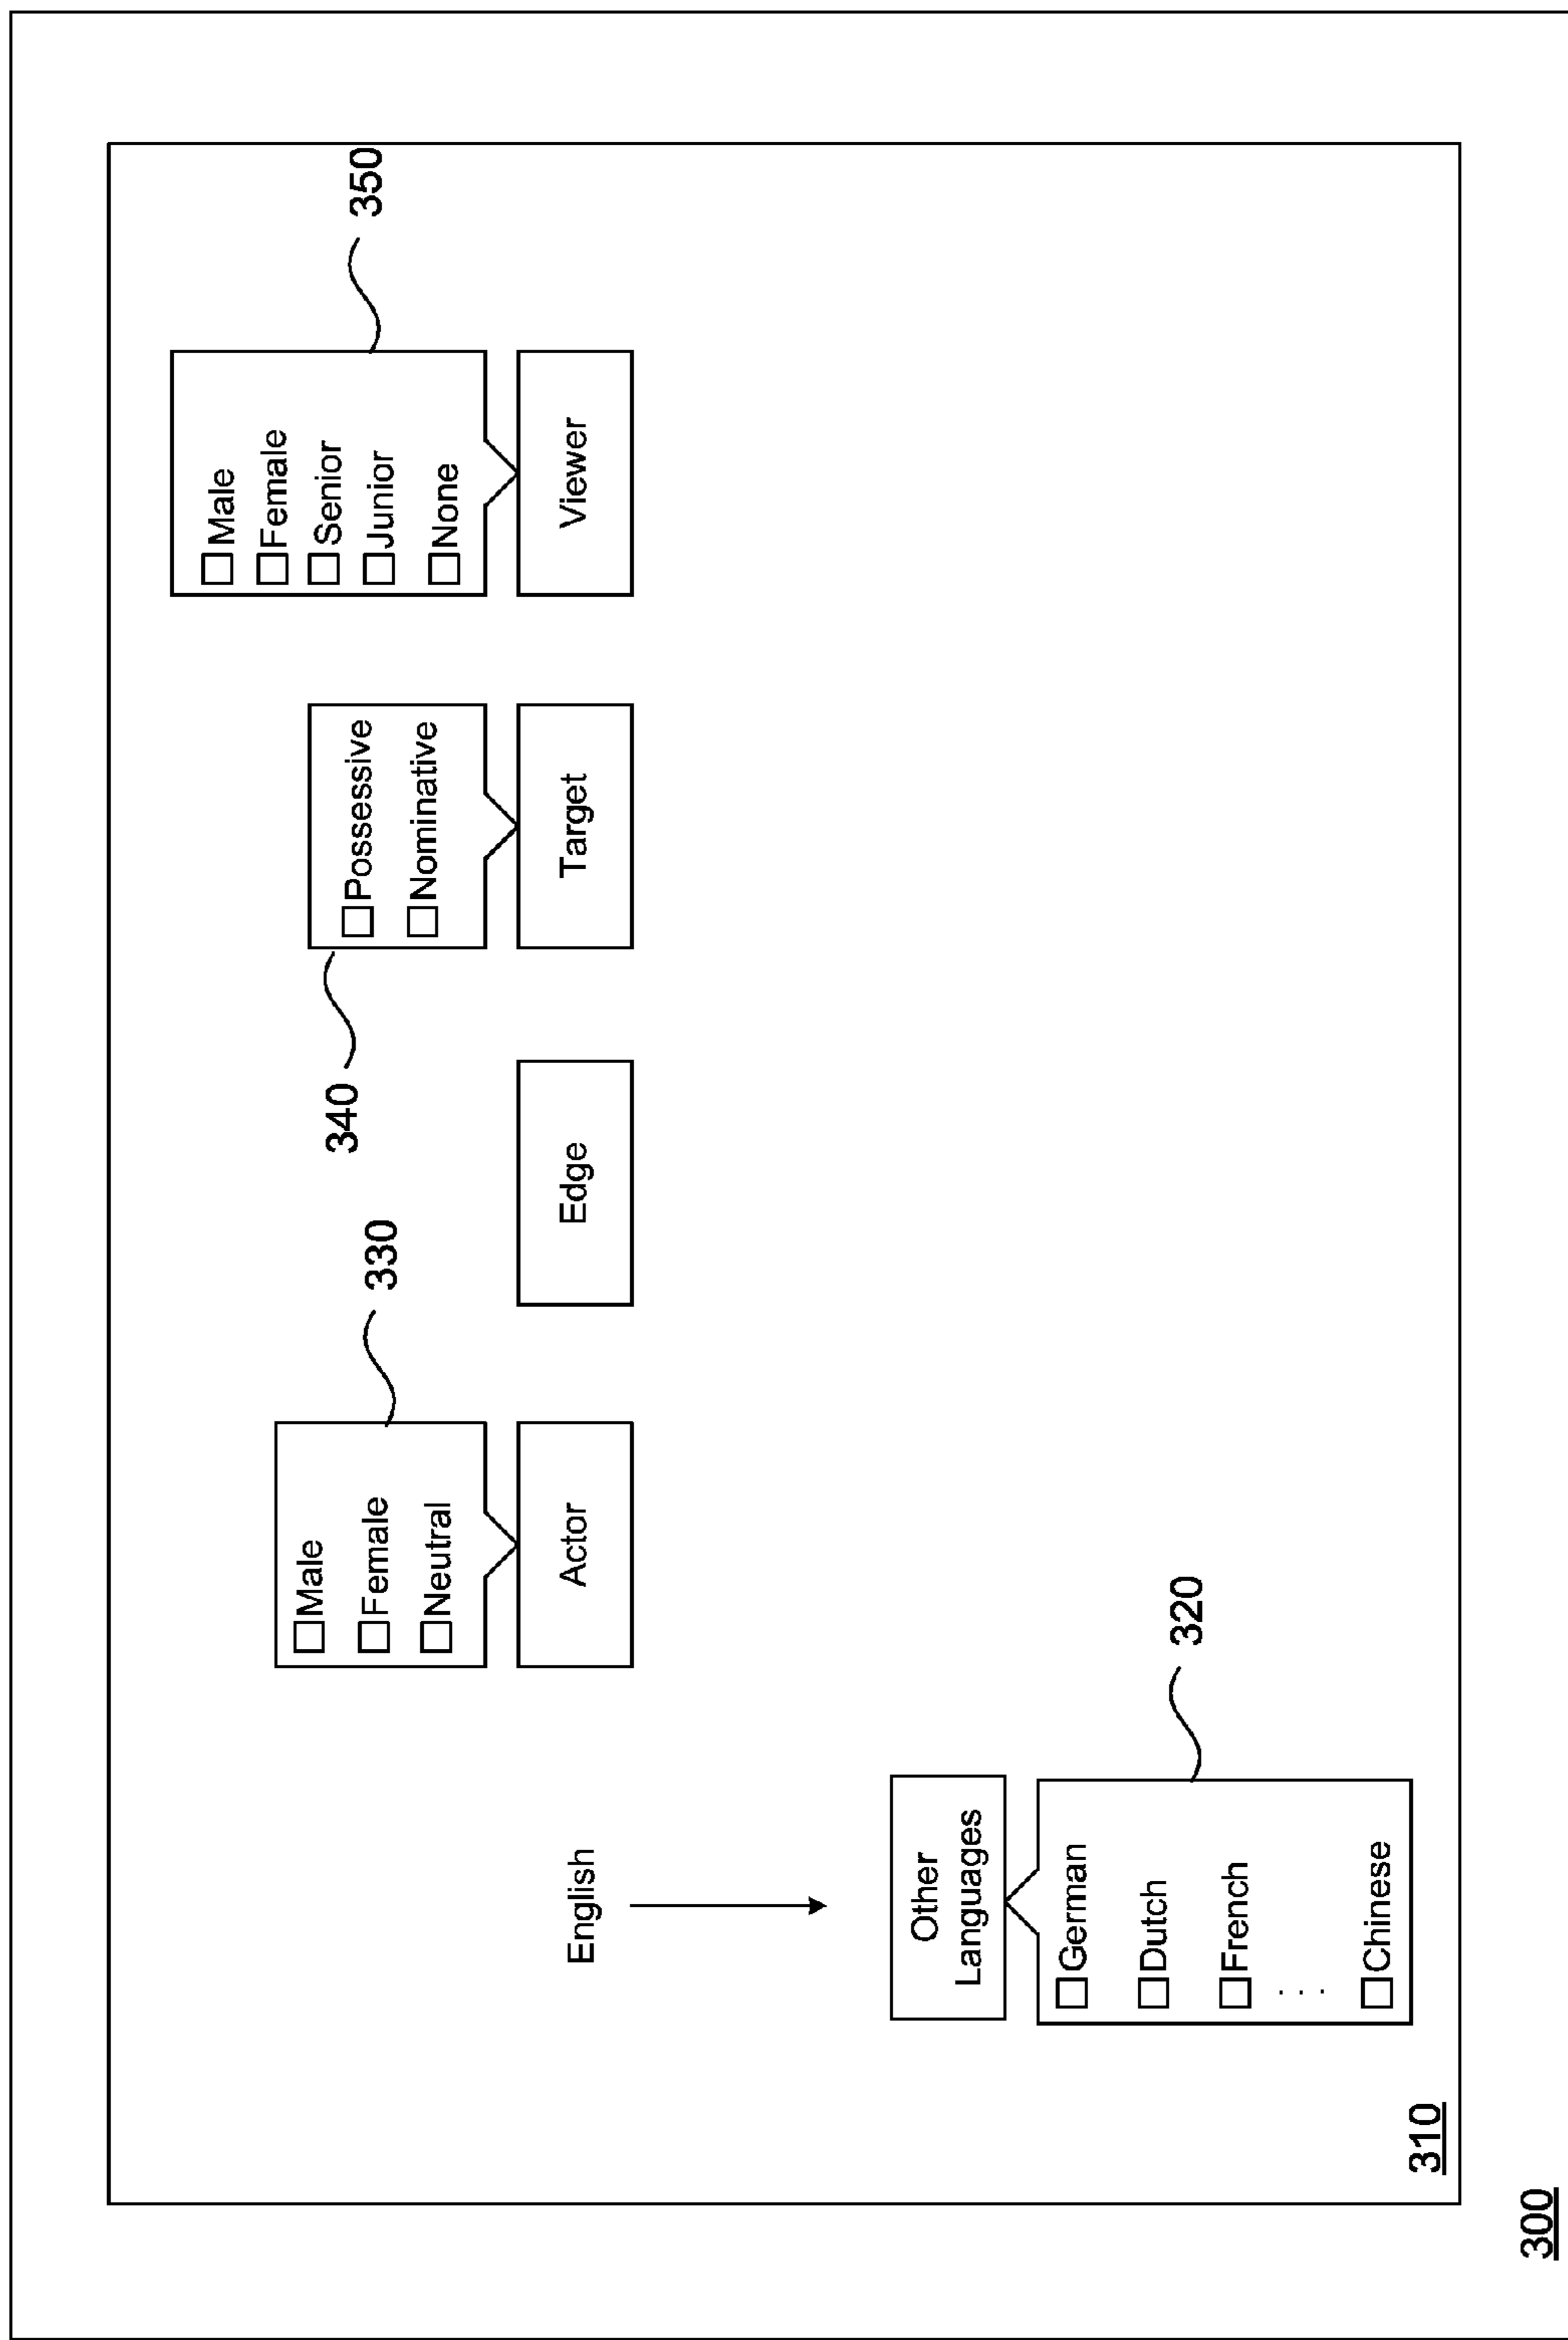 350
☐ Male
☐ Female
☐ Senior
☐ Junior
☐ None
Viewer
340
☐ Possessive
☐ Nominative
Target
Edge
330
☐ Male
☐ Female
☐ Neutral
Actor
English
Other
Languages
320
☐ German
☐ Dutch
☐ French
. . .
☐ Chinese
310
300